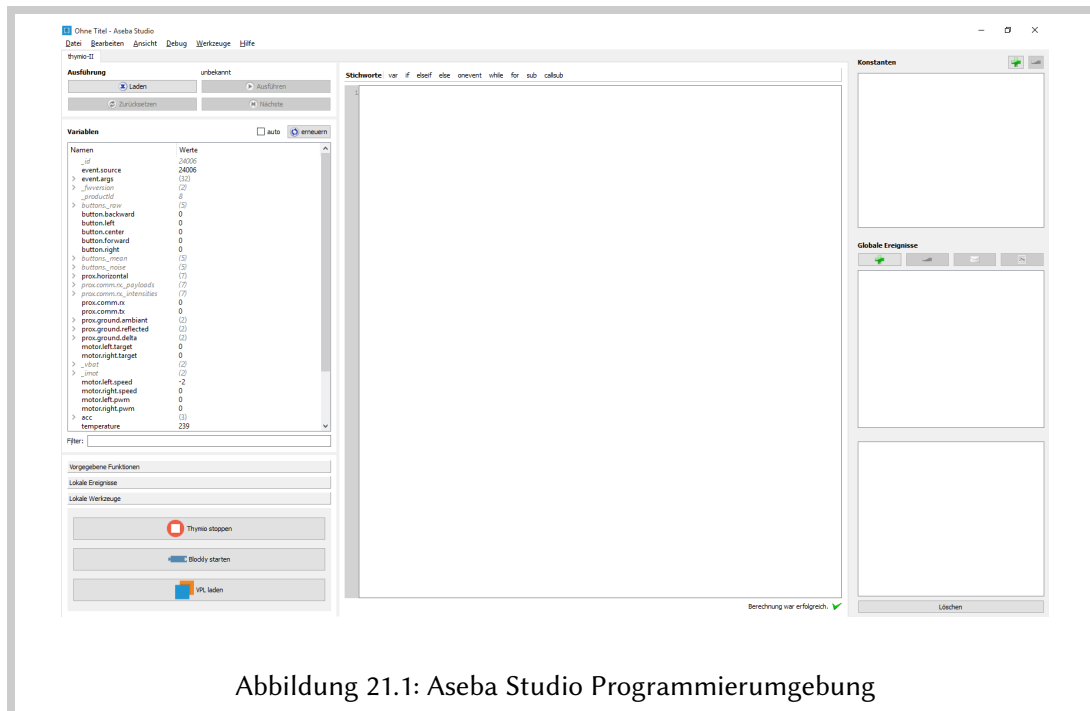 Ohne Titel - Aseba Studio
Datei Bearbeiten Ansicht Debug Werkzeuge Hilfe
thymio-II
Ausführung unbekannt
Laden Ausführen
Zurücksetzen Nächste
Variablen auto erneuern
Namen Werte
_id 24006
event.source 24006
event.args (32)
_fwversion (2)
_productId 8
buttons._raw (5)
button.backward 0
button.left 0
button.center 0
button.forward 0
button.right 0
buttons._mean (5)
buttons._noise (5)
prox.horizontal (7)
prox.comm.rx._payloads (7)
prox.comm.rx._intensities (7)
prox.comm.rx 0
prox.comm.tx 0
prox.ground.ambiant (2)
prox.ground.reflected (2)
prox.ground.delta (2)
motor.left.target 0
motor.right.target 0
_vbat (2)
_imot (2)
motor.left.speed -2
motor.right.speed 0
motor.left.pwm 0
motor.right.pwm 0
acc (3)
temperature 239
Filter:
Vorgegebene Funktionen
Lokale Ereignisse
Lokale Werkzeuge
Thymio stoppen
Blockly starten
VPL laden
Stichworte var if elseif else onevent while for sub callsub
1
Berechnung war erfolgreich.
Konstanten
Globale Ereignisse
Löschen
Abbildung 21.1: Aseba Studio Programmierumgebung